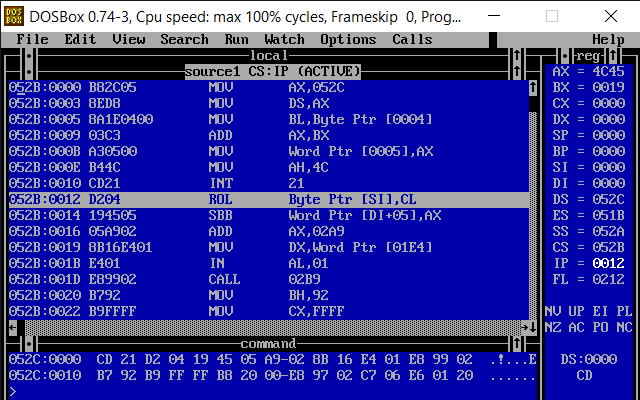 DOSBox 0.74-3, Cpu speed: max 100% cycles, Frameskip 0, Prog...
File Edit View Search Run Watch Options Calls Help
local
reg
source1 CS:IP (ACTIVE)
052B:0000 B82C05 MOV AX,052C
052B:0003 8ED8 MOV DS,AX
052B:0005 8A1E0400 MOV BL,Byte Ptr [0004]
052B:0009 03C3 ADD AX,BX
052B:000B A30500 MOV Word Ptr [0005],AX
052B:000E B44C MOV AH,4C
052B:0010 CD21 INT 21
052B:0012 D204 ROL Byte Ptr [SI],CL
052B:0014 194505 SBB Word Ptr [DI+05],AX
052B:0016 05A902 ADD AX,02A9
052B:0019 8B16E401 MOV DX,Word Ptr [01E4]
052B:001B E401 IN AL,01
052B:001D E89902 CALL 02B9
052B:0020 B792 MOV BH,92
052B:0022 B9FFFF MOV CX,FFFF
AX = 4C45
BX = 0019
CX = 0000
DX = 0000
SP = 0000
BP = 0000
SI = 0000
DI = 0000
DS = 052C
ES = 051B
SS = 052A
CS = 052B
IP = 0012
FL = 0212
NV UP EI PL
NZ AC PO NC
DS:0000
CD
command
052C:0000 CD 21 D2 04 19 45 05 A9-02 8B 16 E4 01 E8 99 02 .!...E
052C:0010 B7 92 B9 FF FF B8 20 00-E8 97 02 C7 06 E6 01 20 ......
>